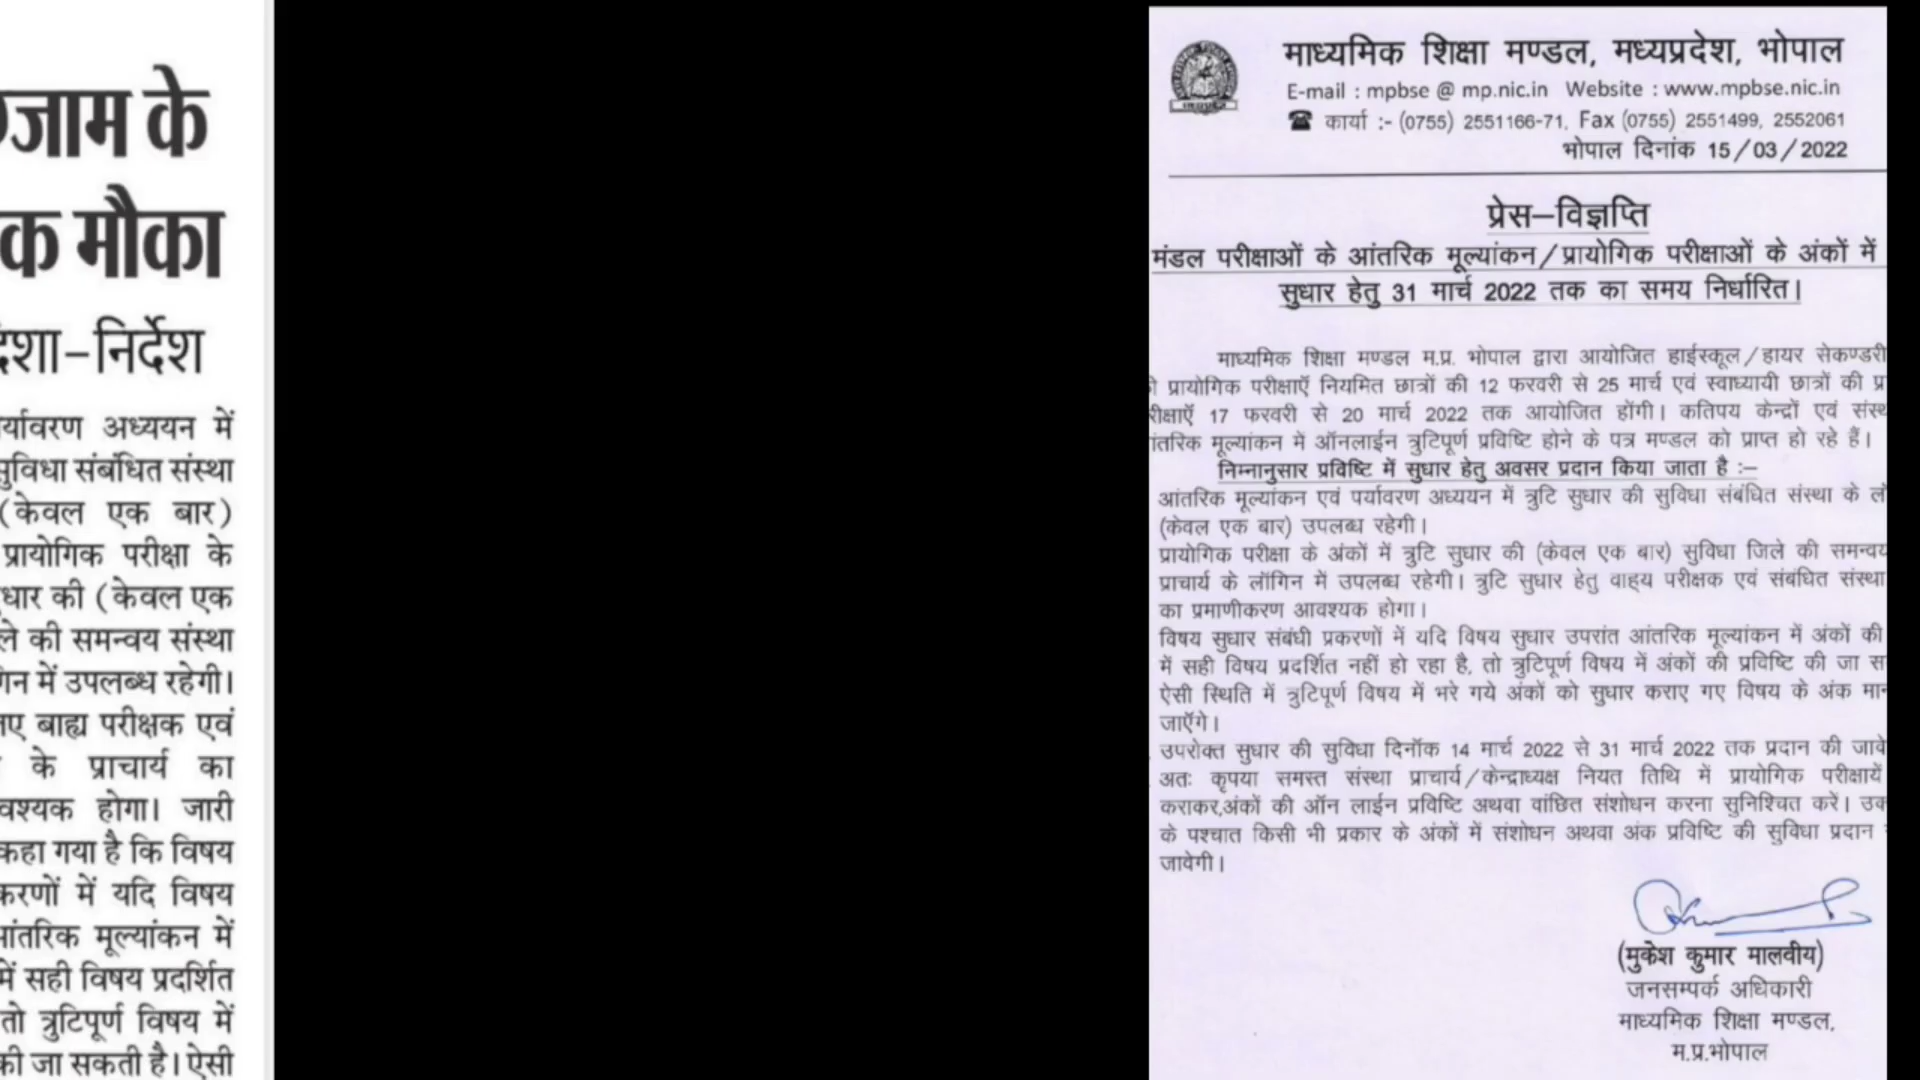 जाम के
क मौका
दिशा-निर्देश
र्यावरण अध्ययन में
सुविधा संबंधित संस्था
(केवल एक बार)
प्रायोगिक परीक्षा के
धार की (केवल एक
ले की समन्वय संस्था
में उपलब्ध रहेगी।
बाह्य परीक्षक एवं
के प्राचार्य का
वश्यक होगा। जारी
कहा गया है कि विषय
करणों में यदि विषय
आंतरिक मूल्यांकन में
में सही विषय प्रदर्शित
तो त्रुटिपूर्ण विषय में
की जा सकती है। ऐसी
माध्यमिक शिक्षा मण्डल, मध्यप्रदेश, भोपाल
E-mail : mpbse @ mp.nic.in Website : www.mpbse.nic.in
☎ कार्या :- (0755) 2551166-71, Fax (0755) 2551499, 2552061
भोपाल दिनांक 15/03/2022
प्रेस–विज्ञप्ति
मंडल परीक्षाओं के आंतरिक मूल्यांकन/प्रायोगिक परीक्षाओं के अंकों में
सुधार हेतु 31 मार्च 2022 तक का समय निर्धारित।
माध्यमिक शिक्षा मण्डल म.प्र. भोपाल द्वारा आयोजित हाईस्कूल/हायर सेकण्डरी
प्रायोगिक परीक्षाऍ नियमित छात्रों की 12 फरवरी से 25 मार्च एवं स्वाध्यायी छात्रों की प्र
रीक्षाऍ 17 फरवरी से 20 मार्च 2022 तक आयोजित होंगी। कतिपय केन्द्रों एवं संस्
ांतरिक मूल्यांकन में ऑनलाईन त्रुटिपूर्ण प्रविष्टि होने के पत्र मण्डल को प्राप्त हो रहे हैं।
निम्नानुसार प्रविष्टि में सुधार हेतु अवसर प्रदान किया जाता है :–
आंतरिक मूल्यांकन एवं पर्यावरण अध्ययन में त्रुटि सुधार की सुविधा संबंधित संस्था के लॉ
(केवल एक बार) उपलब्ध रहेगी।
प्रायोगिक परीक्षा के अंकों में त्रुटि सुधार की (केवल एक बार) सुविधा जिले की समन्वय
प्राचार्य के लॉगिन में उपलब्ध रहेगी। त्रुटि सुधार हेतु वाह्य परीक्षक एवं संबंधित संस्था
का प्रमाणीकरण आवश्यक होगा।
विषय सुधार संबंधी प्रकरणों में यदि विषय सुधार उपरांत आंतरिक मूल्यांकन में अंकों की
में सही विषय प्रदर्शित नहीं हो रहा है, तो त्रुटिपूर्ण विषय में अंकों की प्रविष्टि की जा स
ऐसी स्थिति में त्रुटिपूर्ण विषय में भरे गये अंकों को सुधार कराए गए विषय के अंक मान
जाऍगे।
उपरोक्त सुधार की सुविधा दिनॉक 14 मार्च 2022 से 31 मार्च 2022 तक प्रदान की जावे
अतः कृपया समस्त संस्था प्राचार्य/केन्द्राध्यक्ष नियत तिथि में प्रायोगिक परीक्षायें
कराकर,अंकों की ऑन लाईन प्रविष्टि अथवा वांछित संशोधन करना सुनिश्चित करें। उक
के पश्चात किसी भी प्रकार के अंकों में संशोधन अथवा अंक प्रविष्टि की सुविधा प्रदान
जावेगी।
(मुकेश कुमार मालवीय)
जनसम्पर्क अधिकारी
माध्यमिक शिक्षा मण्डल,
म.प्र.भोपाल